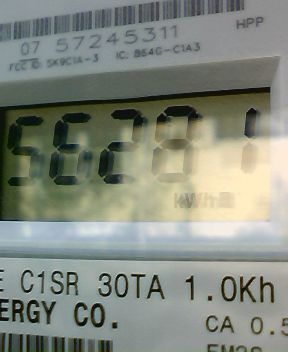 HPP
07 57245311
FCC ID: SK9C1A-3 IC: 864G-C1A3
56281
kWh
E C1SR 30TA 1.0Kh
ERGY CO.
CA 0.5